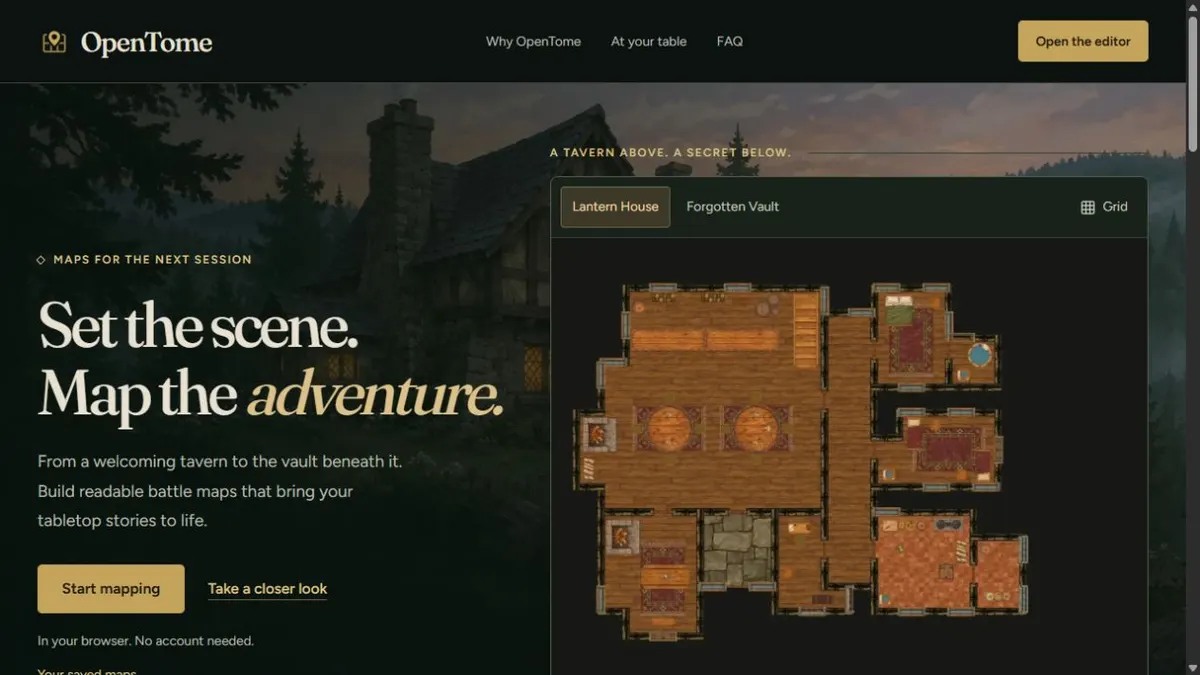 OpenTome
Why OpenTome
At your table
FAQ
Open the editor
A TAVERN ABOVE. A SECRET BELOW.
Lantern House
Forgotten Vault
Grid
MAPS FOR THE NEXT SESSION
Set the scene.
Map the adventure.
From a welcoming tavern to the vault beneath it.
Build readable battle maps that bring your
tabletop stories to life.
Start mapping
Take a closer look
In your browser. No account needed.
Your saved maps